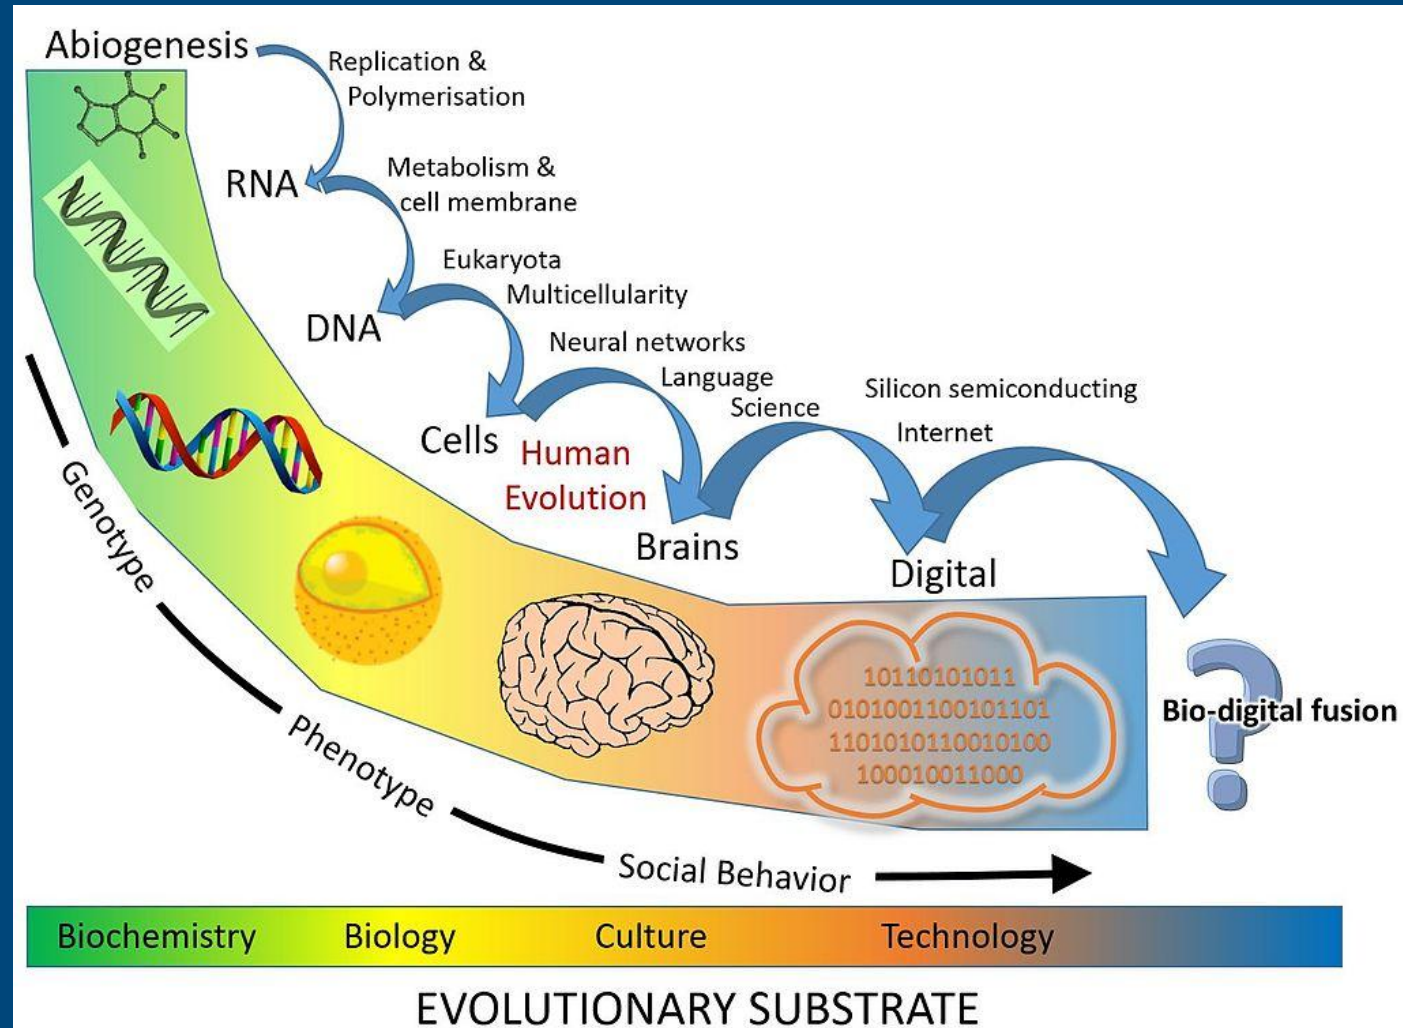 Abiogenesis
Replication &
Polymerisation
RNA
Metabolism &
cell membrane
DNA
Eukaryota
Multicellularity
Cells
Neural networks
Language
Science
Human
Evolution
Brains
Silicon semiconducting
Internet
Digital
10110101011
0101001100101101
1101010110010100
100010011000
?
Bio-digital fusion
Genotype
Phenotype
Social Behavior
Biochemistry Biology Culture Technology
EVOLUTIONARY SUBSTRATE